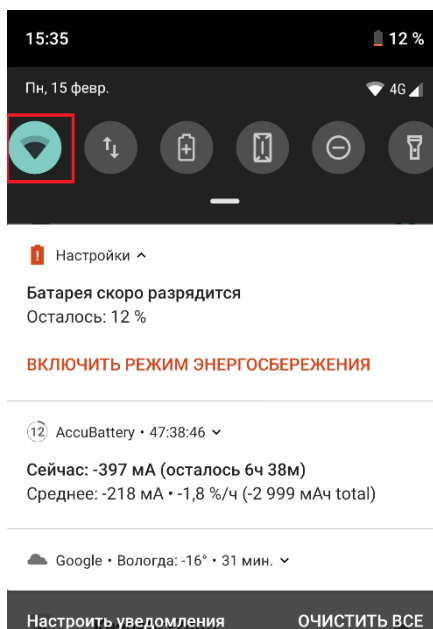 15:35 12 %
Пн, 15 февр. 4G
Настройки
Батарея скоро разрядится
Осталось: 12 %
ВКЛЮЧИТЬ РЕЖИМ ЭНЕРГОСБЕРЕЖЕНИЯ
12 AccuBattery • 47:38:46
Сейчас: -397 мА (осталось 6ч 38м)
Среднее: -218 мА • -1,8 %/ч (-2 999 мАч total)
Google • Вологда: -16° • 31 мин.
Настроить уведомления ОЧИСТИТЬ ВСЕ